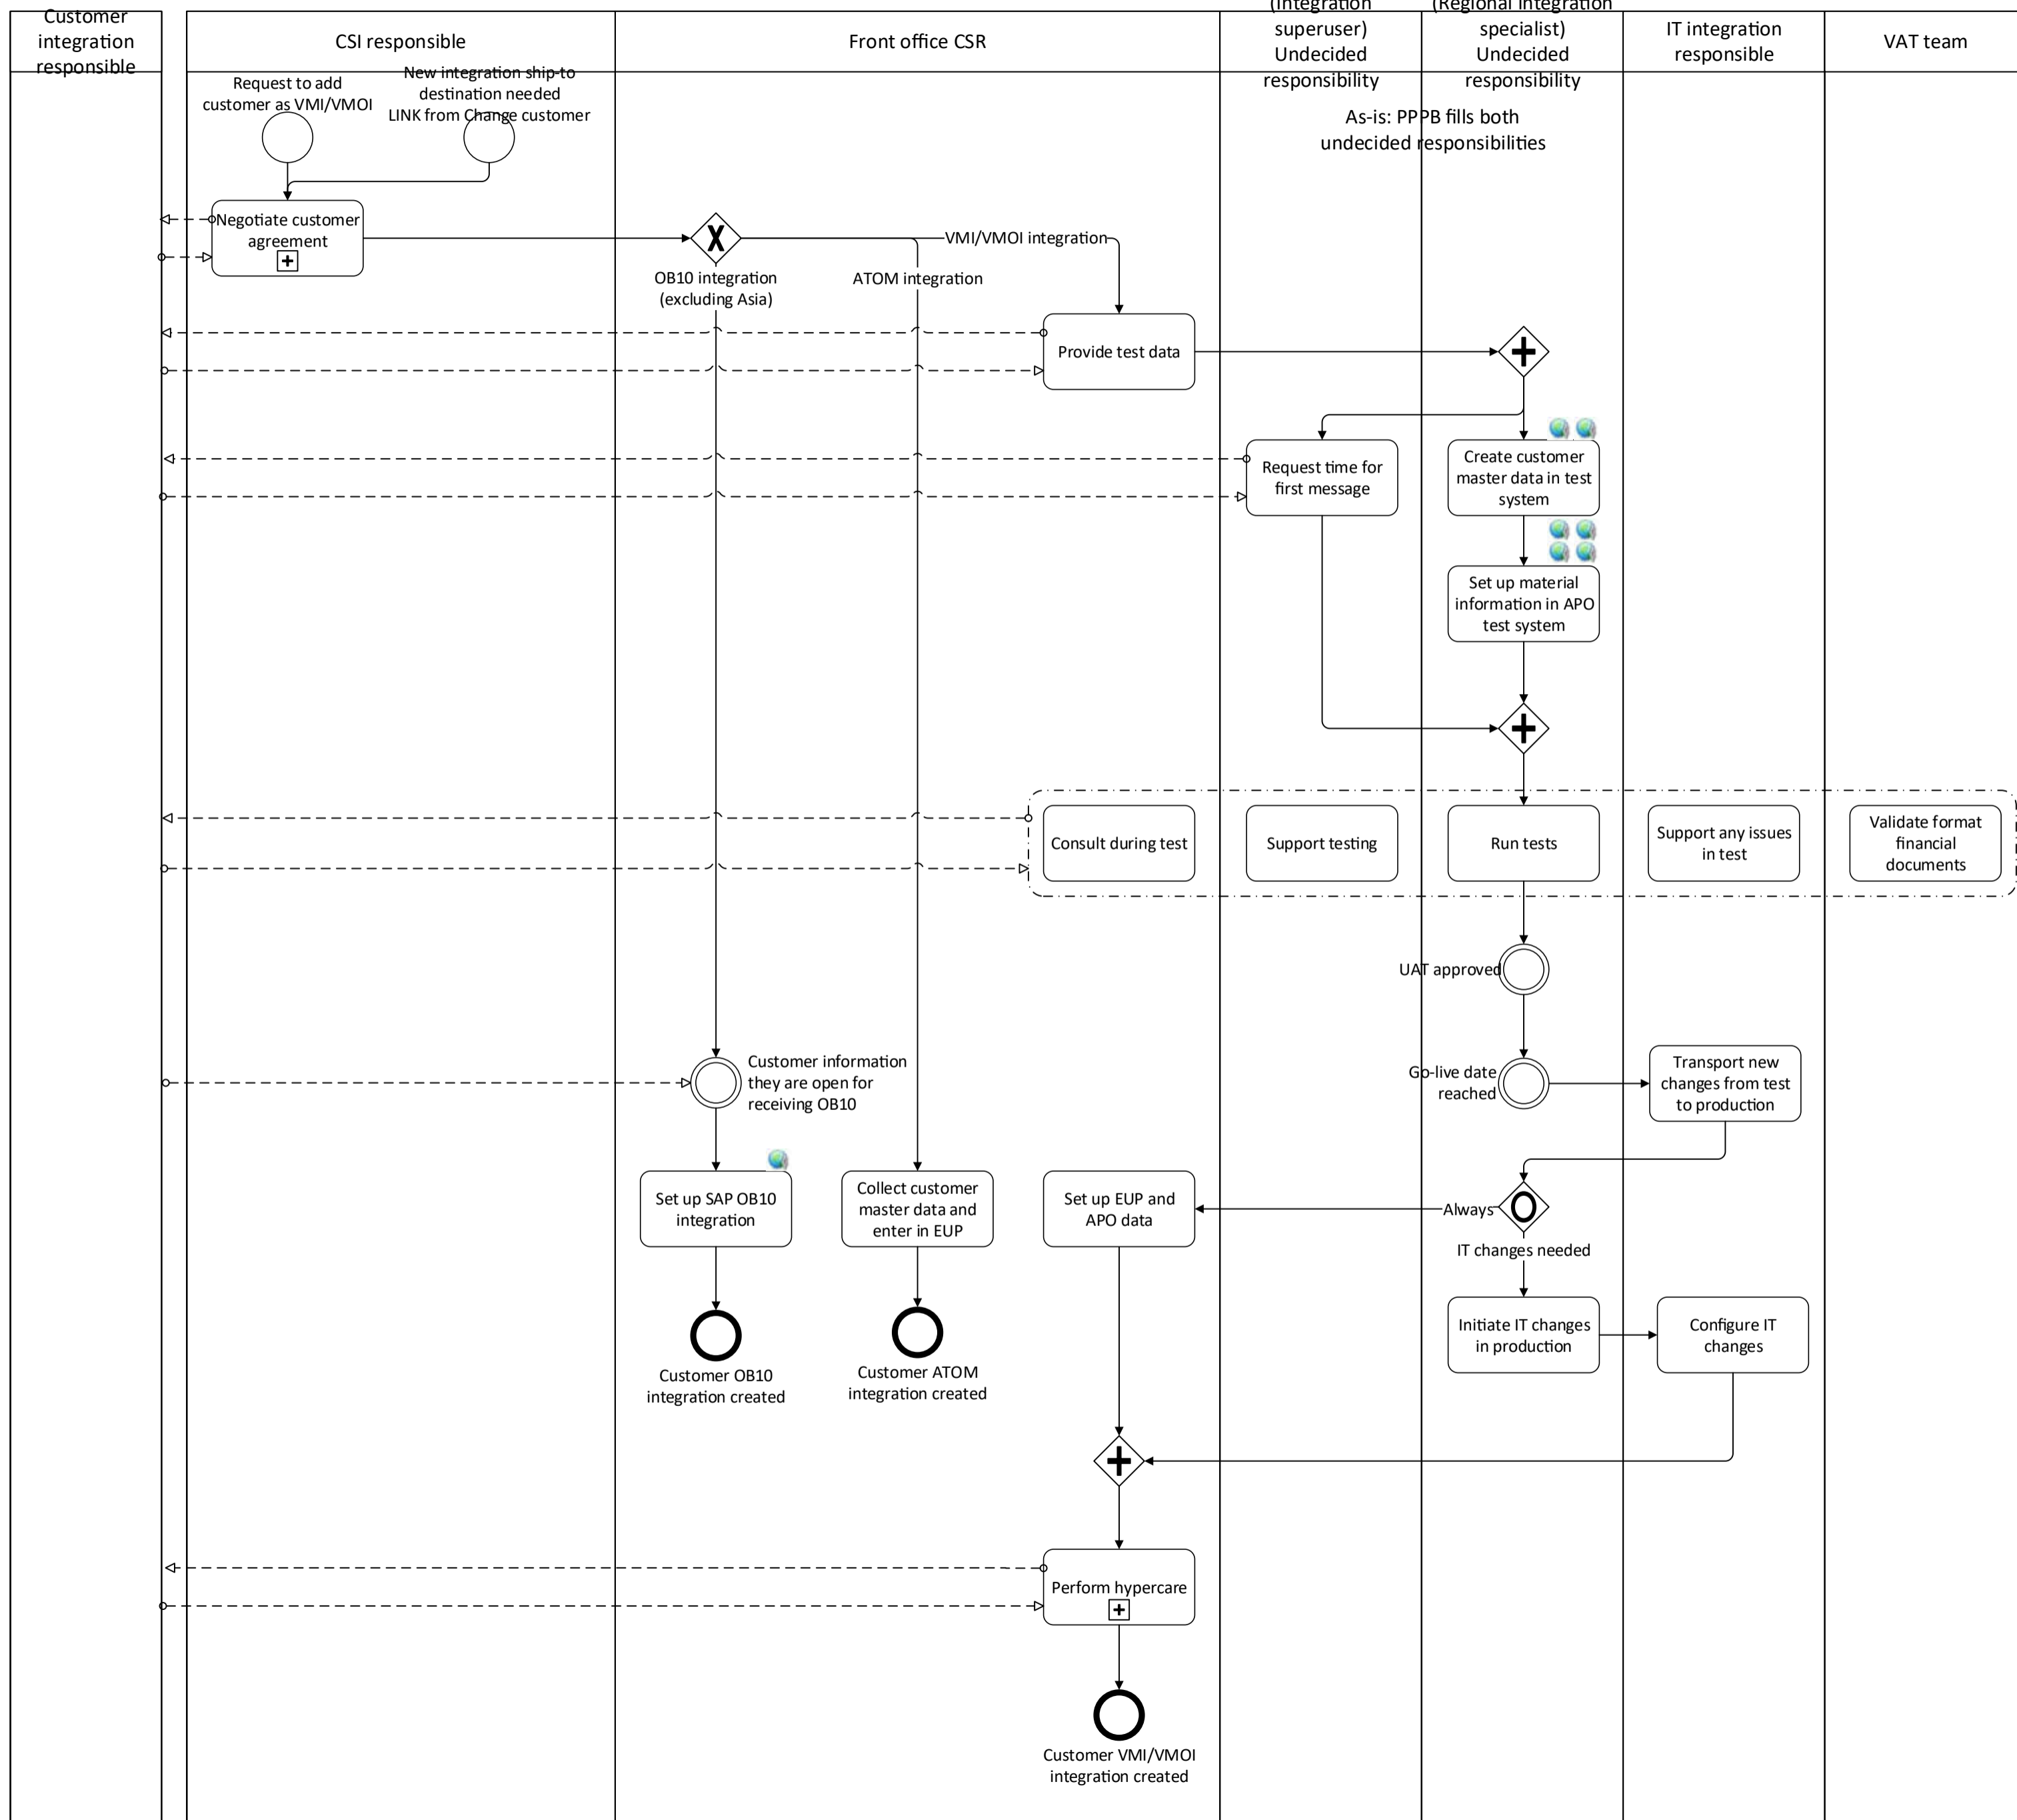 Customer
integration
responsible
CSI responsible
Front office CSR
(Integration
superuser)
Undecided
responsibility
(Regional integration
specialist)
Undecided
responsibility
IT integration
responsible
VAT team
Request to add
customer as VMI/VMOI
New integration ship-to
destination needed
LINK from Change customer
As-is: PPPB fills both
undecided responsibilities
Negotiate customer
agreement
VMI/VMOI integration
OB10 integration
(excluding Asia)
ATOM integration
Provide test data
Request time for
first message
Create customer
master data in test
system
Set up material
information in APO
test system
Consult during test
Support testing
Run tests
Support any issues
in test
Validate format
financial
documents
UAT approved
Customer information
they are open for
receiving OB10
Go-live date
reached
Transport new
changes from test
to production
Set up SAP OB10
integration
Collect customer
master data and
enter in EUP
Set up EUP and
APO data
Always
IT changes needed
Initiate IT changes
in production
Configure IT
changes
Customer OB10
integration created
Customer ATOM
integration created
Perform hypercare
Customer VMI/VMOI
integration created